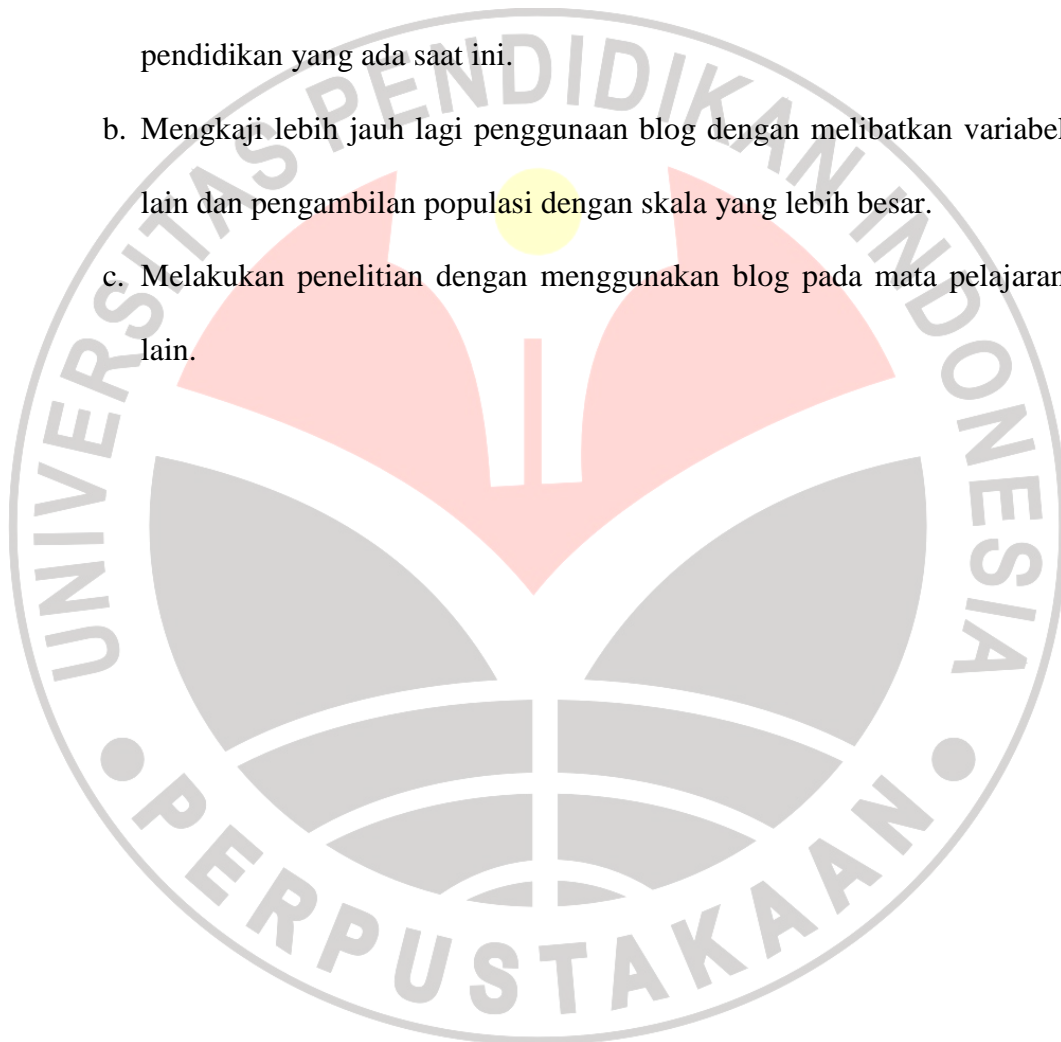 pendidikan yang ada saat ini.
b. Mengkaji lebih jauh lagi penggunaan blog dengan melibatkan variabel
lain dan pengambilan populasi dengan skala yang lebih besar.
c. Melakukan penelitian dengan menggunakan blog pada mata pelajaran
lain.
UNIVERSITAS PENDIDIKAN INDONESIA
PERPUSTAKAAN